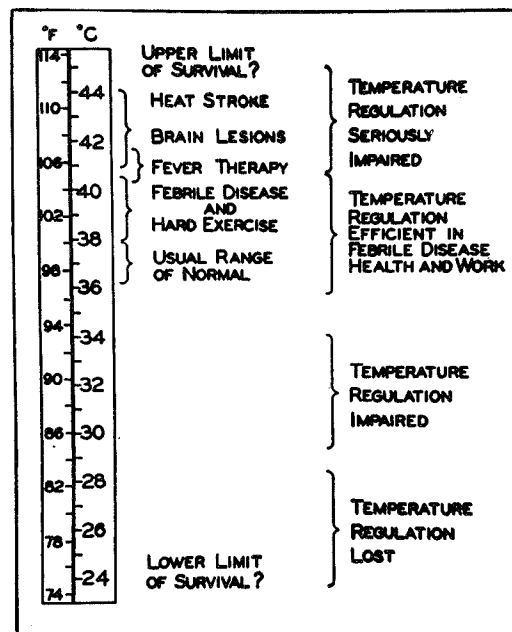 °F °C
114
UPPER LIMIT
OF SURVIVAL?
44
110
HEAT STROKE
42
BRAIN LESIONS
106
FEVER THERAPY
40
FEBRILE DISEASE
AND
HARD EXERCISE
102
38
98
USUAL RANGE
OF NORMAL
36
94
34
90
32
86
30
28
82
26
78
24
74
LOWER LIMIT
OF SURVIVAL?
TEMPERATURE
REGULATION
SERIOUSLY
IMPAIRED
TEMPERATURE
REGULATION
EFFICIENT IN
FEBRILE DISEASE
HEALTH AND WORK
TEMPERATURE
REGULATION
IMPAIRED
TEMPERATURE
REGULATION
LOST